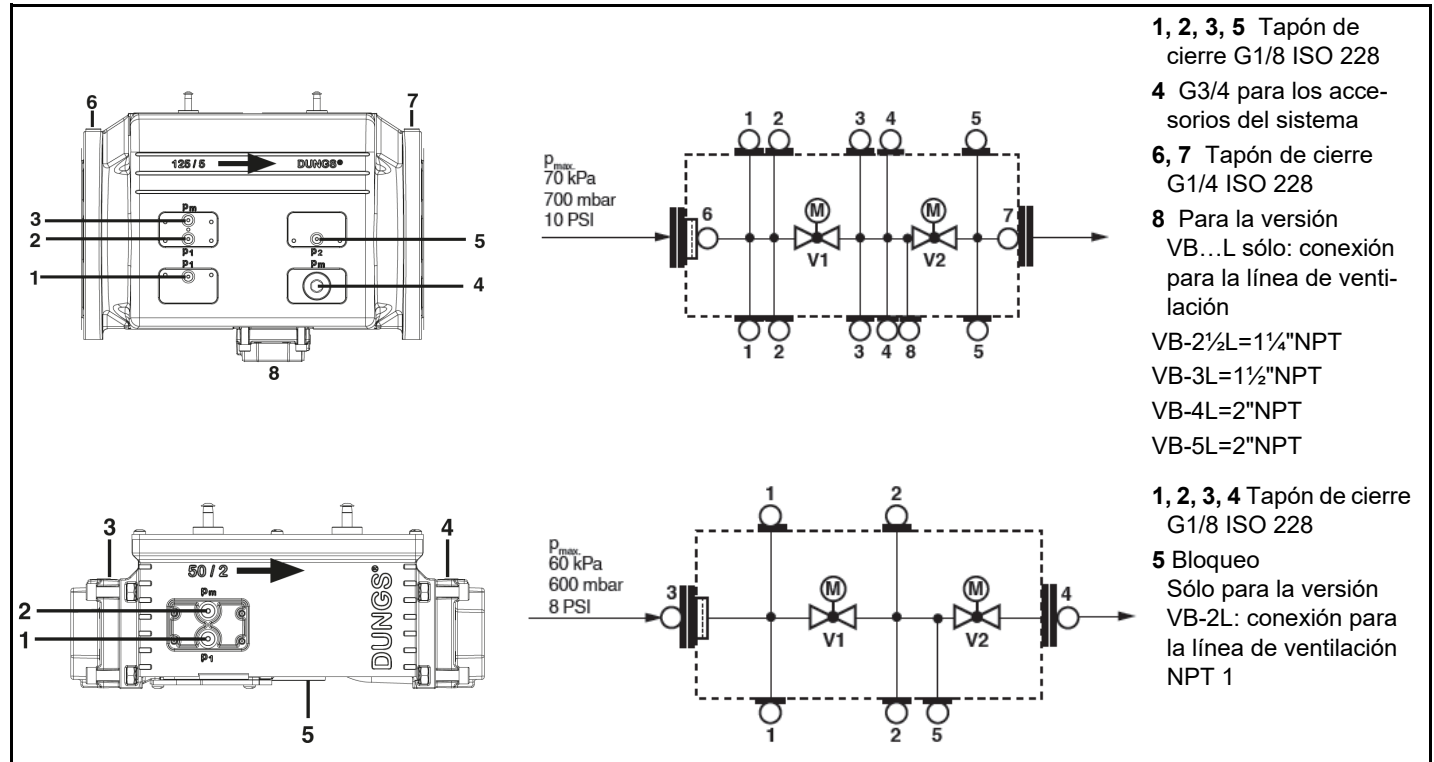 6 7
125 / 5 DUNGS®
Pm
3
2
P1
P1
1
5
P2
Pm
4
8
1 2 3 4 5
pmax.
70 kPa
700 mbar
10 PSI
6 M M 7
V1 V2
1 2 3 4 8 5
1, 2, 3, 5 Tapón de
cierre G1/8 ISO 228
4 G3/4 para los acce-
sorios del sistema
6, 7 Tapón de cierre
G1/4 ISO 228
8 Para la versión
VB…L sólo: conexión
para la línea de venti-
lación
VB-2½L=1¼"NPT
VB-3L=1½"NPT
VB-4L=2"NPT
VB-5L=2"NPT
3 4
50 / 2
DUNGS®
Pm
2
1
P1
5
1 2
pmax.
60 kPa
600 mbar
8 PSI
3 M M 4
V1 V2
1 2 5
1, 2, 3, 4 Tapón de cierre
G1/8 ISO 228
5 Bloqueo
Sólo para la versión
VB-2L: conexión para
la línea de ventilación
NPT 1